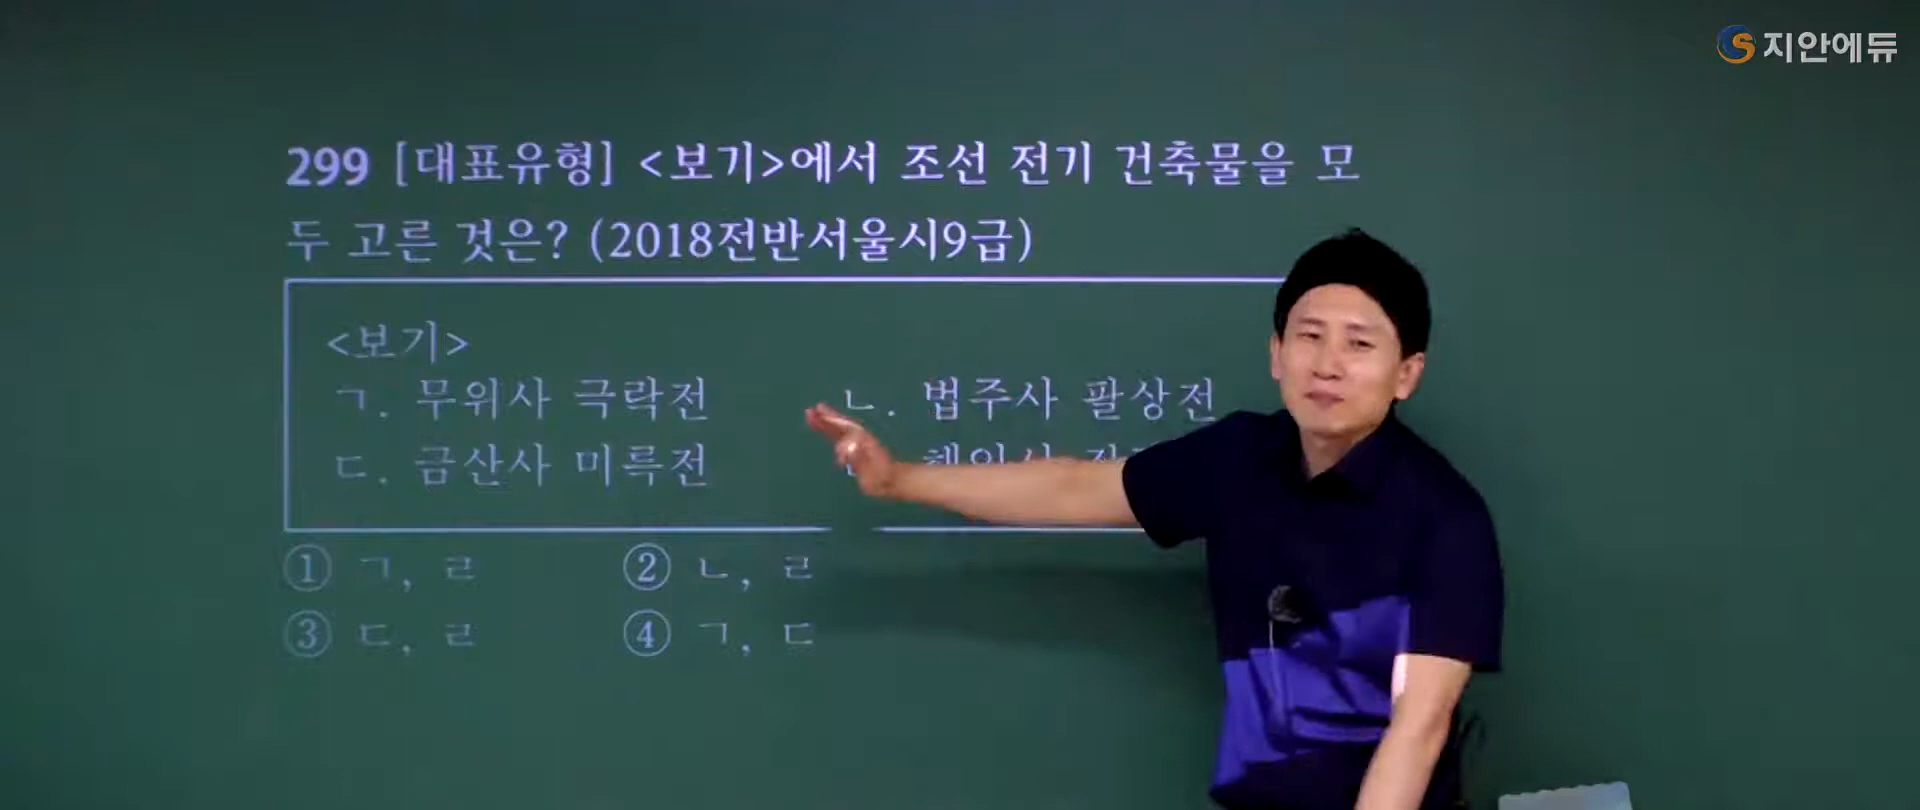 지안에듀
299 [대표유형] <보기>에서 조선 전기 건축물을 모
두 고른 것은? (2018전반서울시9급)
<보기>
ㄱ. 무위사 극락전 ㄴ. 법주사 팔상전
ㄷ. 금산사 미륵전
① ㄱ, ㄹ ② ㄴ, ㄹ
③ ㄷ, ㄹ ④ ㄱ, ㄷ